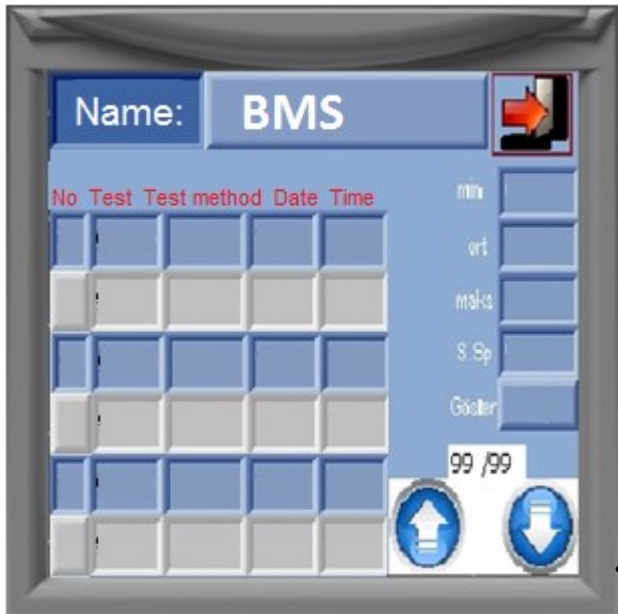 Name: BMS
No Test Test method Date Time
min
ort
maks
S.Sp
Göster
99 /99